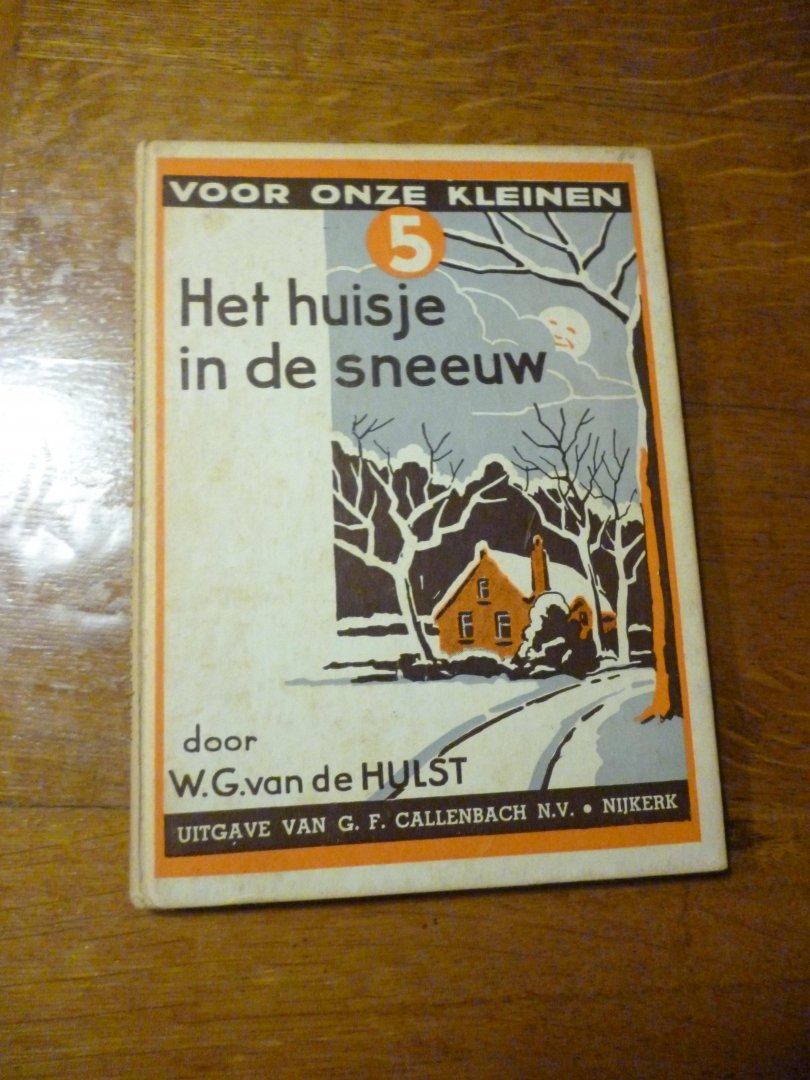 VOOR ONZE KLEINEN
5
Het huisje
in de sneeuw
door
W.G. van de HULST
UITGAVE VAN G. F. CALLENBACH N.V. • NIJKERK